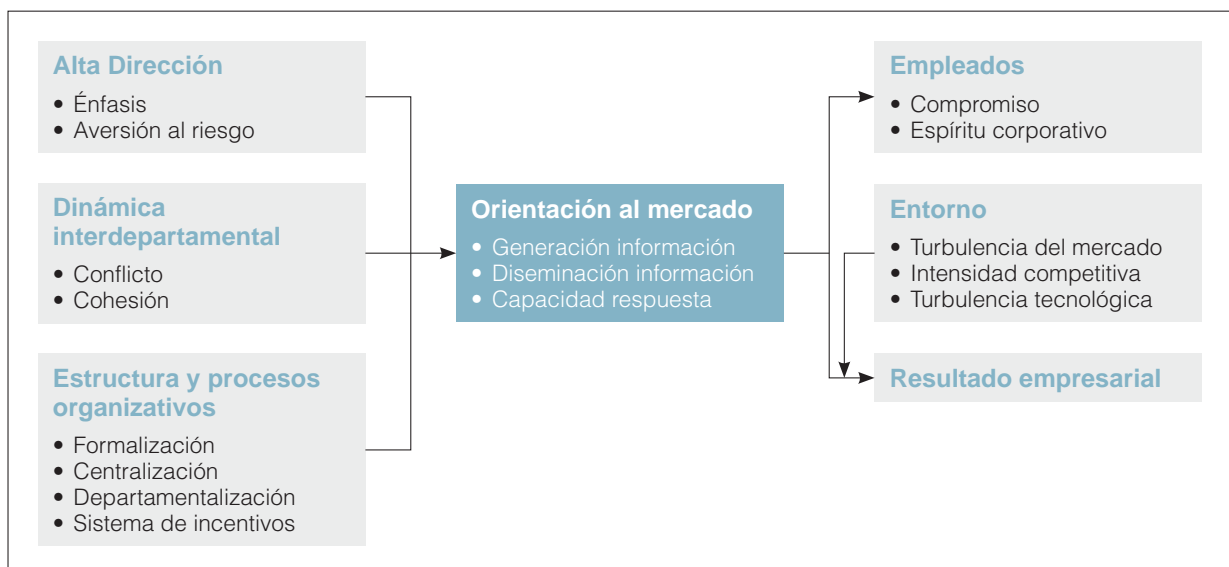 Alta Dirección
• Énfasis
• Aversión al riesgo
Dinámica
interdepartamental
• Conflicto
• Cohesión
Estructura y procesos
organizativos
• Formalización
• Centralización
• Departamentalización
• Sistema de incentivos
Orientación al mercado
• Generación información
• Diseminación información
• Capacidad respuesta
Empleados
• Compromiso
• Espíritu corporativo
Entorno
• Turbulencia del mercado
• Intensidad competitiva
• Turbulencia tecnológica
Resultado empresarial